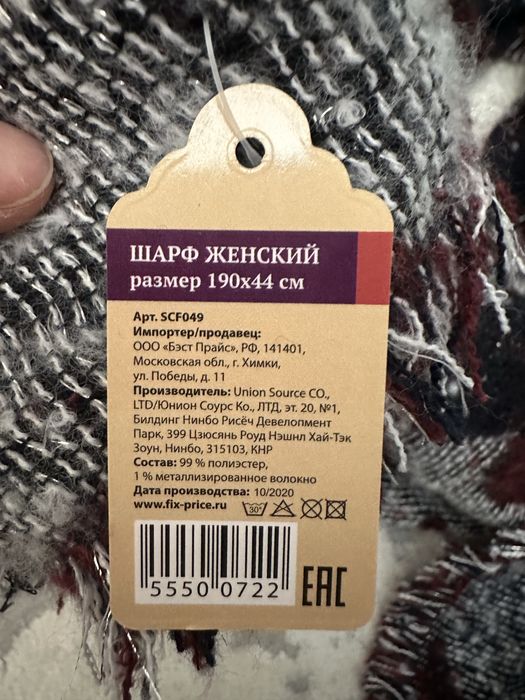 ШАРФ ЖЕНСКИЙ
размер 190х44 см
Арт. SCF049
Импортер/продавец:
ООО «Бэст Прайс», РФ, 141401,
Московская обл., г. Химки,
ул. Победы, д. 11
Производитель: Union Source CO.,
LTD/Юнион Соурс Ко., ЛТД, эт. 20, №1,
Билдинг Нинбо Рисёч Девелопмент
Парк, 399 Цзюсянь Роуд Нэшнл Хай-Тэк
Зоун, Нинбо, 315103, КНР
Состав: 99 % полиэстер,
1 % металлизированное волокно
Дата производства: 10/2020
www.fix-price.ru
30°
5550 0722
EAC